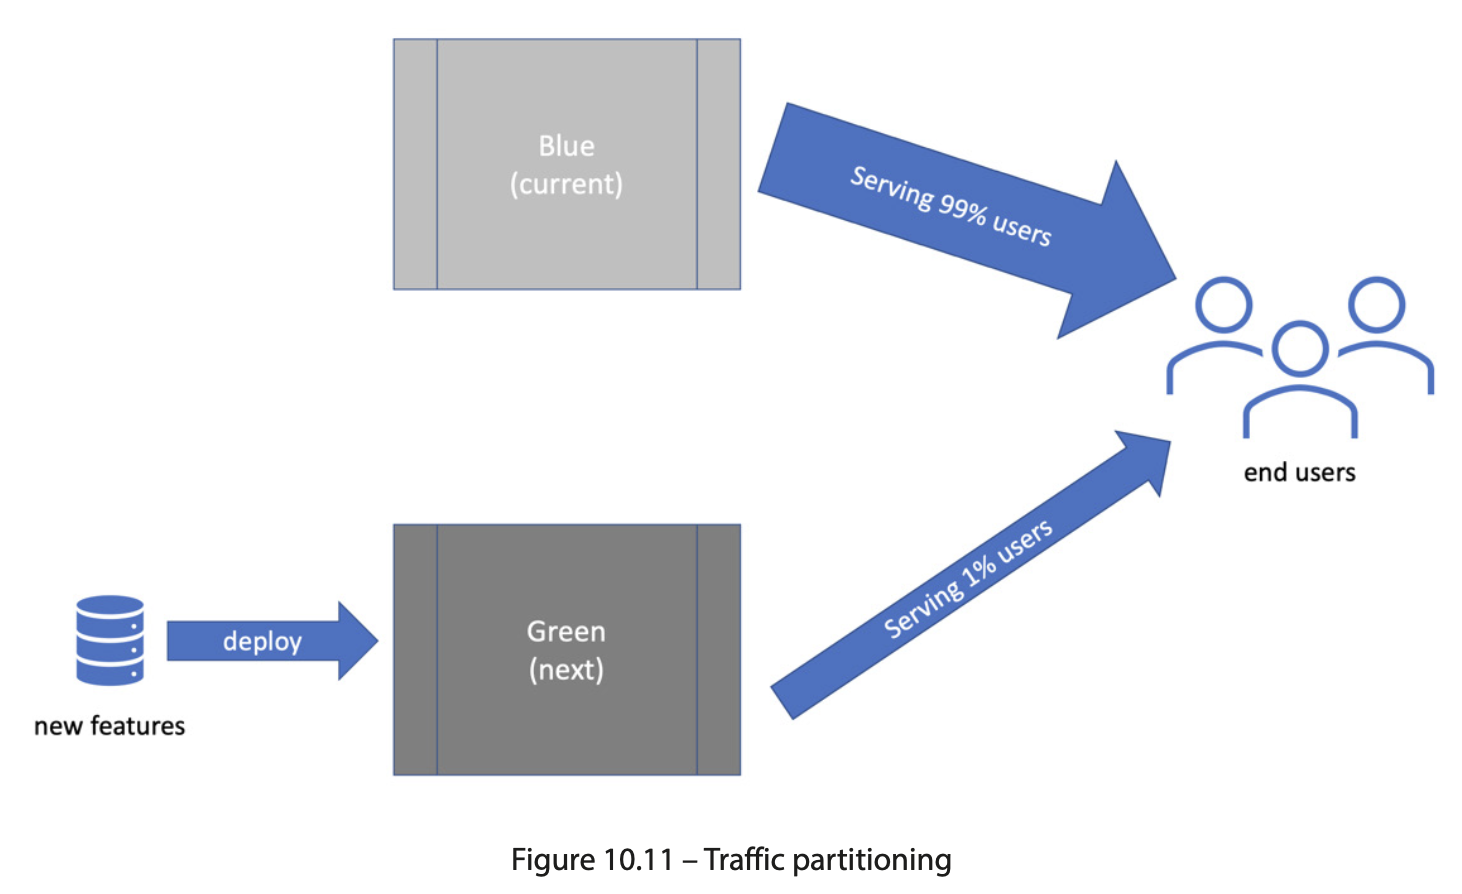 Blue
(current)
Serving 99% users
end users
Serving 1% users
Green
(next)
deploy
new features
Figure 10.11 – Traffic partitioning